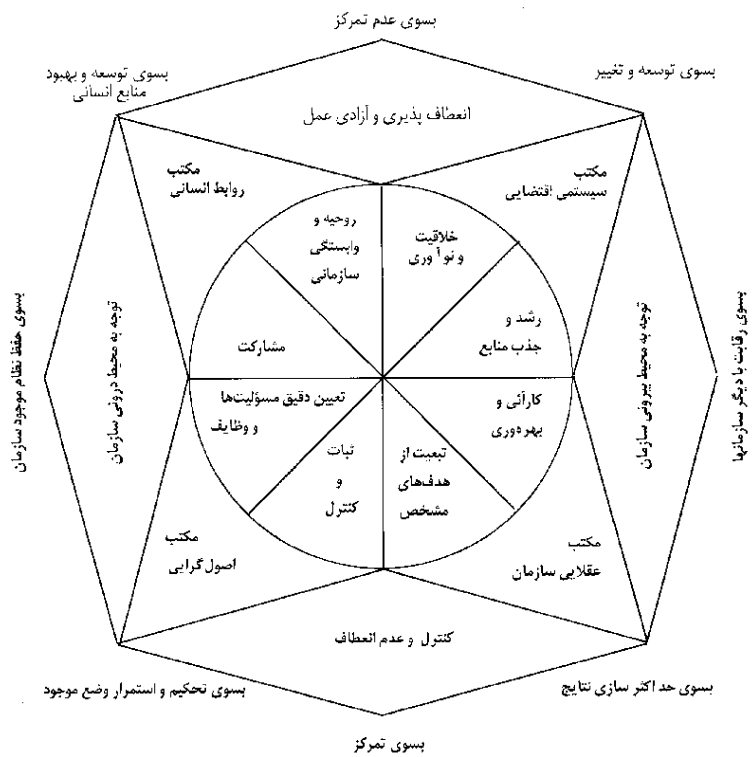 بسوی عدم تمرکز
بسوی توسعه و تغییر
بسوی توسعه و بهبود
منابع انسانی
انعطاف پذیری و آزادی عمل
مکتب
سیستمی اقتضایی
مکتب
روابط انسانی
خلاقیت
و نوآوری
روحیه و
وابستگی
سازمانی
رشد و
جذب منابع
مشارکت
بسوی رقابت با دیگر سازمانها
توجه به محیط بیرونی سازمان
توجه به محیط درونی سازمان
بسوی حفظ نظام موجود سازمان
کارآئی و
بهره‌وری
تعیین دقیق مسؤلیت‌ها
و وظایف
تبعیت از
هدف‌های
مشخص
ثبات
و
کنترل
مکتب
عقلایی سازمان
مکتب
اصول گرایی
کنترل و عدم انعطاف
بسوی حداکثر سازی نتایج
بسوی تحکیم و استمرار وضع موجود
بسوی تمرکز